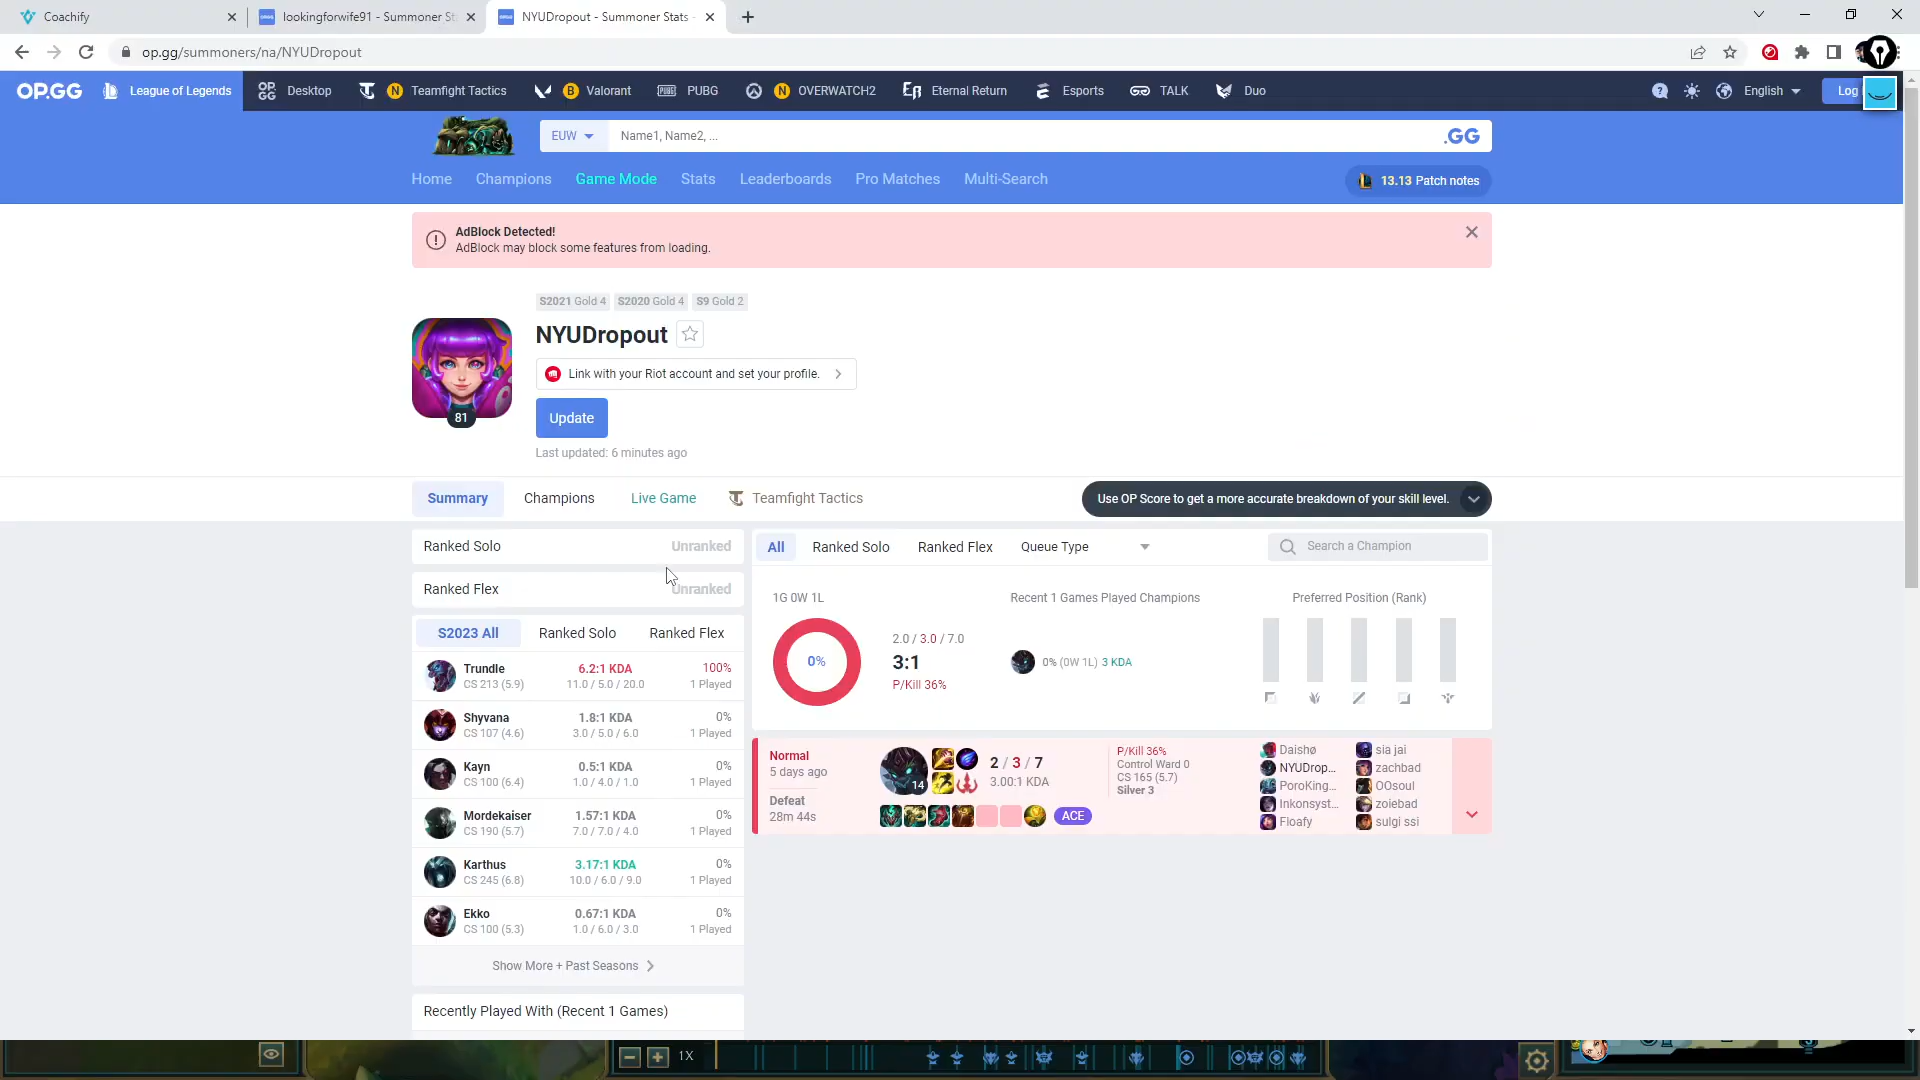 Coachify
lookingforwife91 - Summoner St
NYUDropout - Summoner Stats -
op.gg/summoners/na/NYUDropout
OP.GG
League of Legends
OP GG
Desktop
N
Teamfight Tactics
B
Valorant
PUBG
PUBG
N
OVERWATCH2
Eternal Return
Esports
TALK
Duo
?
English
Log
EUW
Name1, Name2, ...
.GG
Home
Champions
Game Mode
Stats
Leaderboards
Pro Matches
Multi-Search
13.13 Patch notes
AdBlock Detected!
AdBlock may block some features from loading.
S2021 Gold 4
S2020 Gold 4
S9 Gold 2
NYUDropout
Link with your Riot account and set your profile.
81
Update
Last updated: 6 minutes ago
Summary
Champions
Live Game
Teamfight Tactics
Use OP Score to get a more accurate breakdown of your skill level.
Ranked Solo
Unranked
Ranked Flex
Unranked
S2023 All
Ranked Solo
Ranked Flex
Trundle
6.2:1 KDA
100%
CS 213 (5.9)
11.0 / 5.0 / 20.0
1 Played
Shyvana
1.8:1 KDA
0%
CS 107 (4.6)
3.0 / 5.0 / 6.0
1 Played
Kayn
0.5:1 KDA
0%
CS 100 (6.4)
1.0 / 4.0 / 1.0
1 Played
Mordekaiser
1.57:1 KDA
0%
CS 190 (5.7)
7.0 / 7.0 / 4.0
1 Played
Karthus
3.17:1 KDA
0%
CS 245 (6.8)
10.0 / 6.0 / 9.0
1 Played
Ekko
0.67:1 KDA
0%
CS 100 (5.3)
1.0 / 6.0 / 3.0
1 Played
Show More + Past Seasons
Recently Played With (Recent 1 Games)
All
Ranked Solo
Ranked Flex
Queue Type
Search a Champion
1G 0W 1L
0%
2.0 / 3.0 / 7.0
3:1
P/Kill 36%
Recent 1 Games Played Champions
0% (0W 1L) 3 KDA
Preferred Position (Rank)
Normal
5 days ago
Defeat
28m 44s
14
2 / 3 / 7
3.00:1 KDA
ACE
P/Kill 36%
Control Ward 0
CS 165 (5.7)
Silver 3
Daishø
NYUDrop...
PoroKing...
Inkonsyst...
Floafy
sia jai
zachbad
OOsoul
zoiebad
sulgi ssi
1X